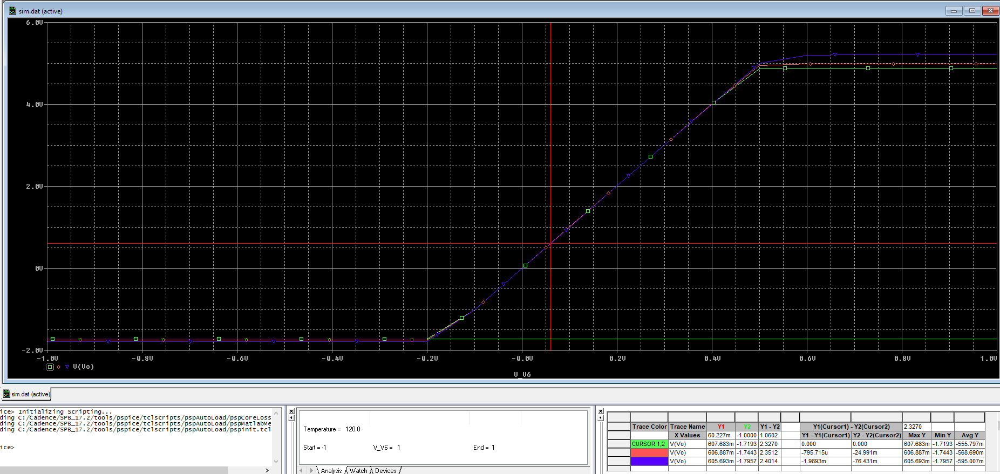 sim.dat (active)
6.0V
4.0V
2.0V
0V
-2.0V
-1.0V -0.8V -0.6V -0.4V -0.2V -0.0V 0.2V 0.4V 0.6V 0.8V 1.0V
V(Vo)
V_V6
sim.dat (active)
ice> Initializing Scripting...
ding C:/Cadence/SPB_17.2/tools/pspice/tclscripts/pspAutoLoad/pspCoreLoss
ding C:/Cadence/SPB_17.2/tools/pspice/tclscripts/pspAutoLoad/pspMatlabMe
ding C:/Cadence/SPB_17.2/tools/pspice/tclscripts/pspAutoLoad/pspinit.tcl
ice>
Temperature = 120.0
Start = -1 V_V6 = 1 End = 1
Analysis Watch Devices
Trace Color Trace Name Y1 Y2 Y1 - Y2 Y1(Cursor1) - Y2(Cursor2) 2.3270
X Values 60.227m -1.0000 1.0602 Y1 - Y1(Cursor1) Y2 - Y2(Cursor2) Max Y Min Y Avg Y
CURSOR 1,2 V(Vo) 607.683m -1.7193 2.3270 0.000 0.000 607.683m -1.7193 -555.797m
V(Vo) 606.887m -1.7443 2.3512 -795.715u -24.991m 606.887m -1.7443 -568.690m
V(Vo) 605.693m -1.7957 2.4014 -1.9893m -76.431m 605.693m -1.7957 -595.007m